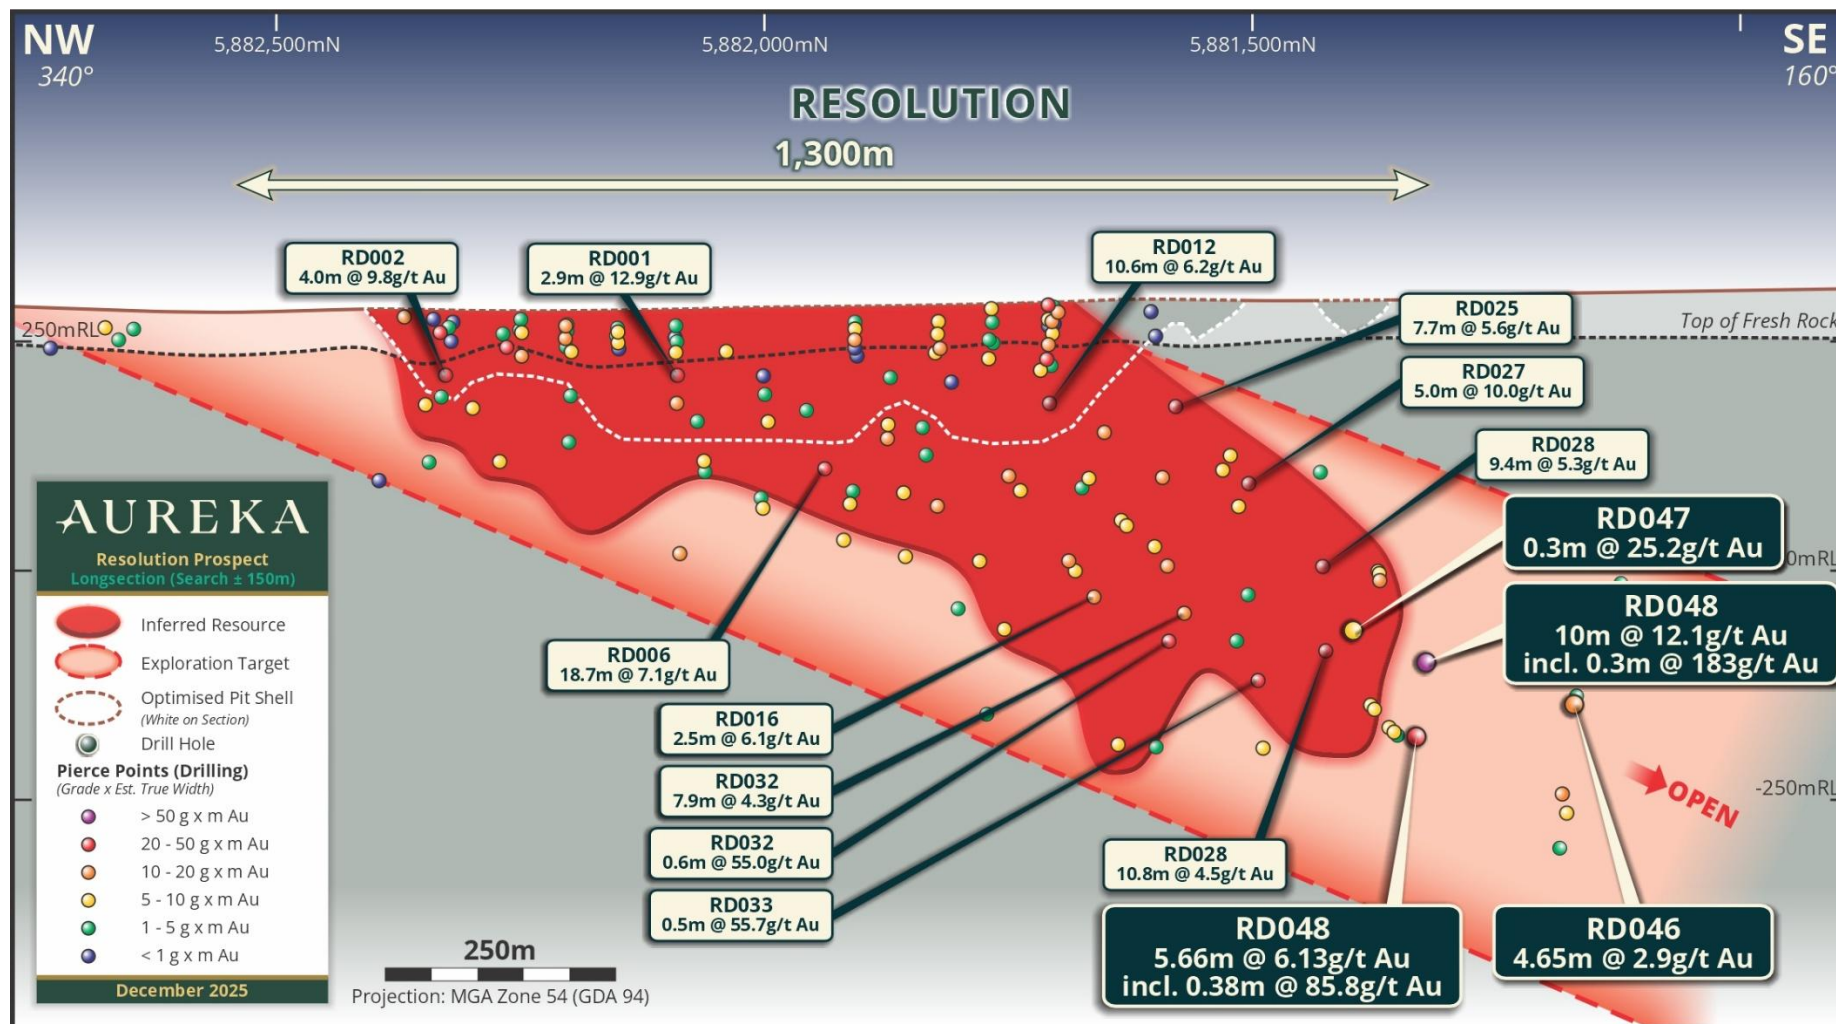 NW
340°
5,882,500mN
5,882,000mN
5,881,500mN
SE
160°
RESOLUTION
1,300m
RD002
4.0m @ 9.8g/t Au
RD001
2.9m @ 12.9g/t Au
RD012
10.6m @ 6.2g/t Au
RD025
7.7m @ 5.6g/t Au
250mRL
Top of Fresh Rock
RD027
5.0m @ 10.0g/t Au
RD028
9.4m @ 5.3g/t Au
RD047
0.3m @ 25.2g/t Au
0mRL
RD048
10m @ 12.1g/t Au
incl. 0.3m @ 183g/t Au
RD006
18.7m @ 7.1g/t Au
RD016
2.5m @ 6.1g/t Au
RD032
7.9m @ 4.3g/t Au
RD032
0.6m @ 55.0g/t Au
RD033
0.5m @ 55.7g/t Au
RD028
10.8m @ 4.5g/t Au
RD048
5.66m @ 6.13g/t Au
incl. 0.38m @ 85.8g/t Au
RD046
4.65m @ 2.9g/t Au
-250mRL
OPEN
AUREKA
Resolution Prospect
Longsection (Search ± 150m)
Inferred Resource
Exploration Target
Optimised Pit Shell
(White on Section)
Drill Hole
Pierce Points (Drilling)
(Grade x Est. True Width)
> 50 g x m Au
20 - 50 g x m Au
10 - 20 g x m Au
5 - 10 g x m Au
1 - 5 g x m Au
< 1 g x m Au
December 2025
250m
Projection: MGA Zone 54 (GDA 94)